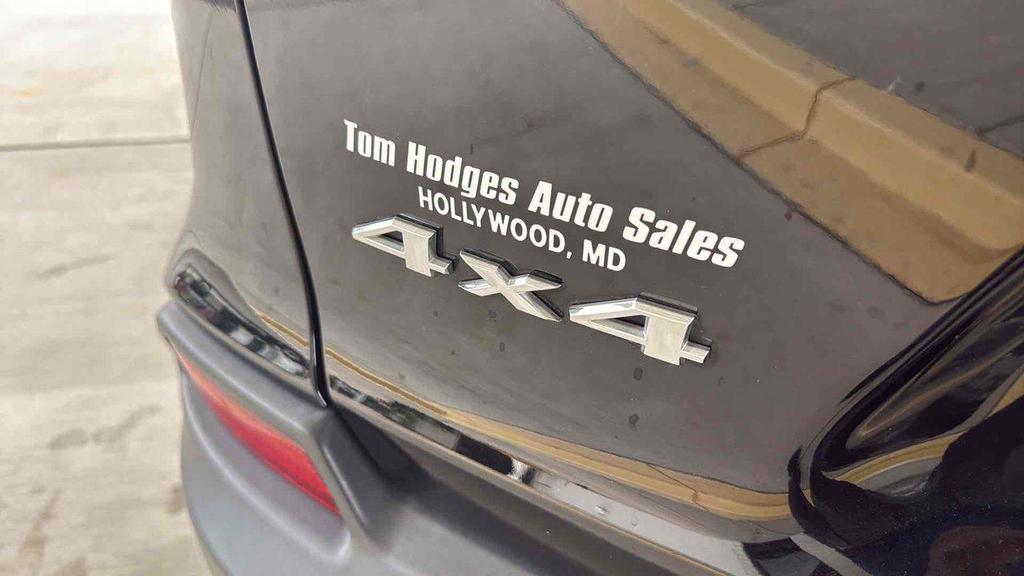 Tom Hodges Auto Sales
HOLLYWOOD, MD
4x4